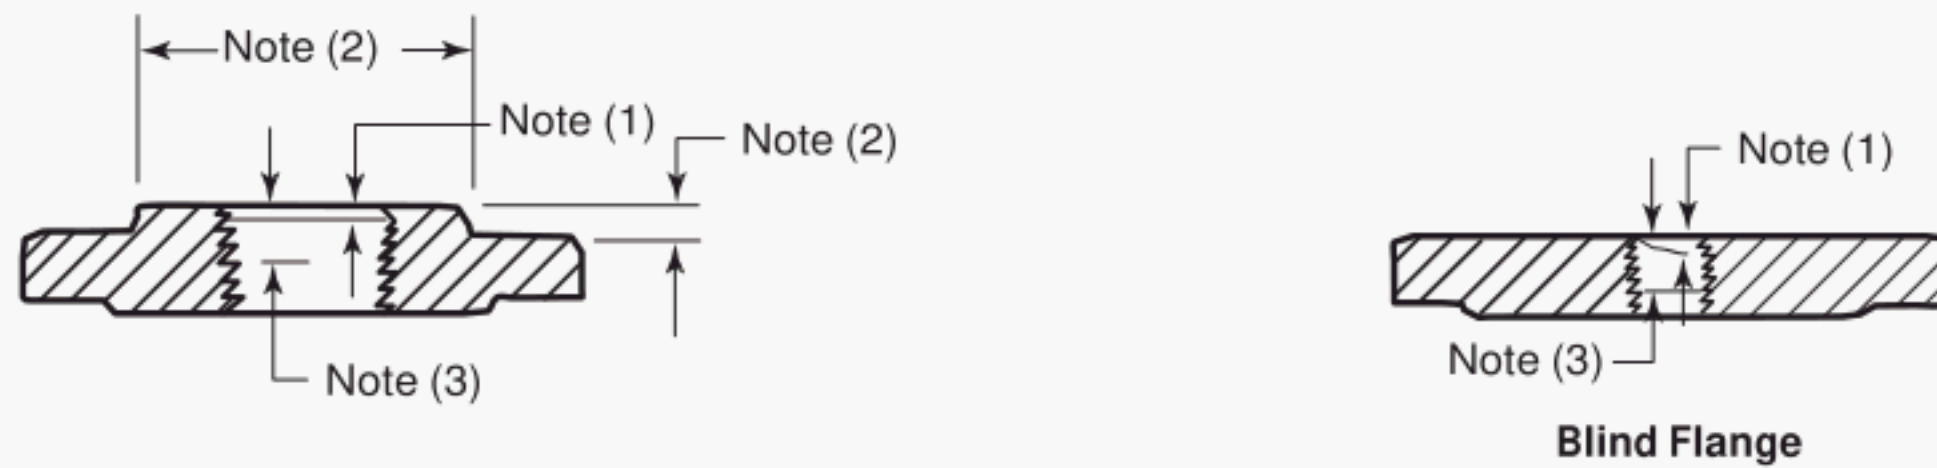 Note (2)
Note (1)
Note (2)
Note (3)
Note (1)
Note (3)
Blind Flange